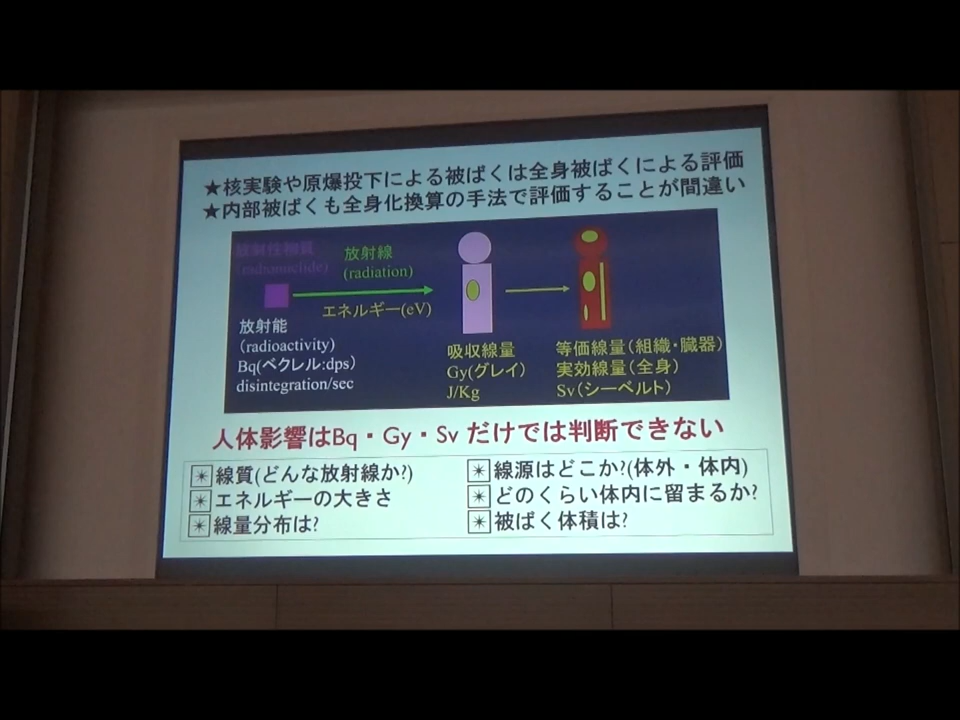 ★核実験や原爆投下による被ばくは全身被ばくによる評価
★内部被ばくも全身化換算の手法で評価することが間違い
放射性物質
(radionuclide)
放射線
(radiation)
エネルギー(eV)
放射能
(radioactivity)
Bq(ベクレル:dps)
disintegration/sec
吸収線量
Gy(グレイ)
J/Kg
等価線量(組織・臓器)
実効線量(全身)
Sv(シーベルト)
人体影響はBq・Gy・Sv だけでは判断できない
線質(どんな放射線か?)
エネルギーの大きさ
線量分布は?
線源はどこか?(体外・体内)
どのくらい体内に留まるか?
被ばく体積は?